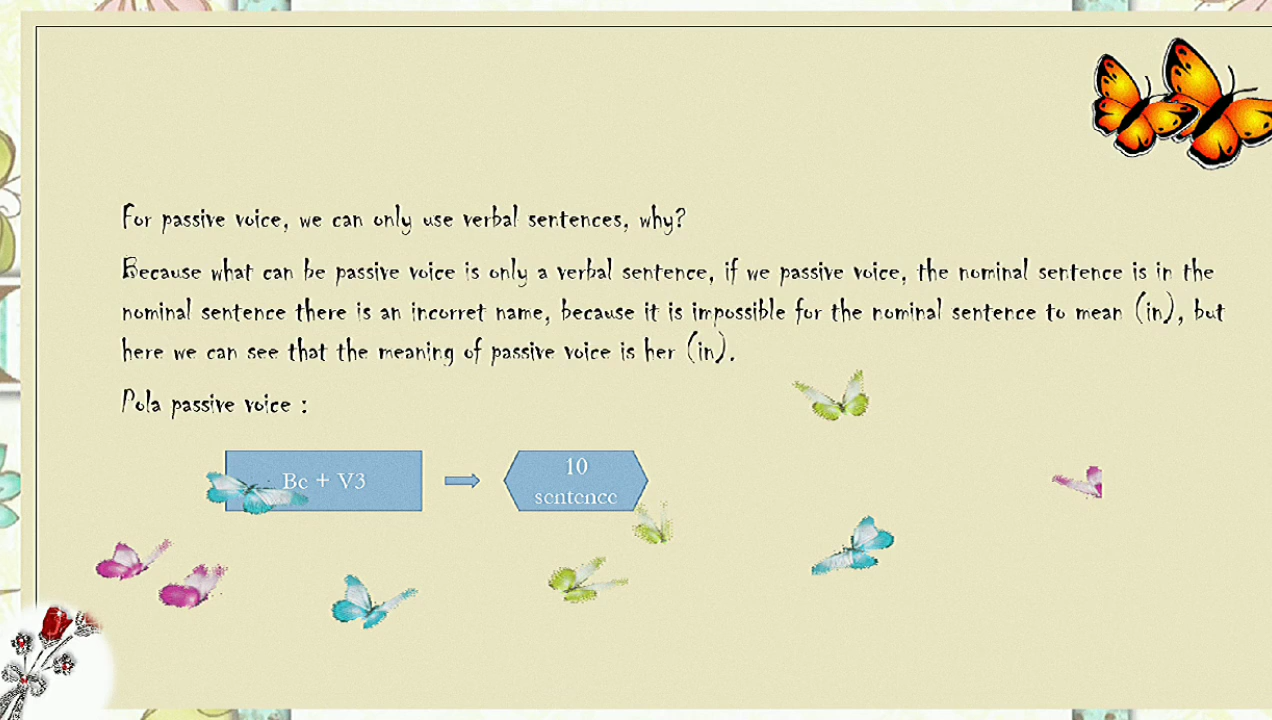 For passive voice, we can only use verbal sentences, why?
Because what can be passive voice is only a verbal sentence, if we passive voice, the nominal sentence is in the
nominal sentence there is an incorret name, because it is impossible for the nominal sentence to mean (in), but
here we can see that the meaning of passive voice is her (in).
Pola passive voice :
Be + V3
10
sentence